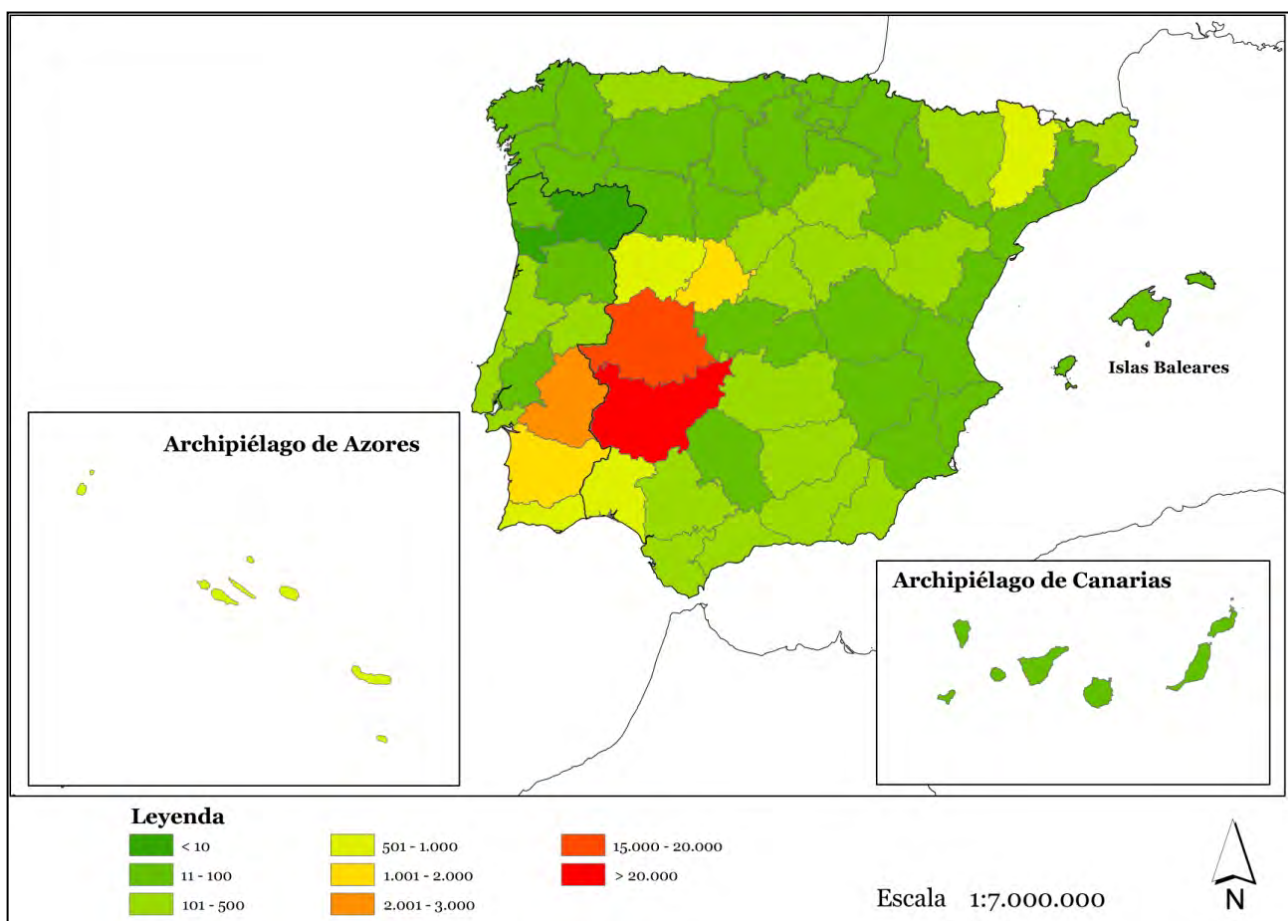 Islas Baleares
Archipiélago de Azores
Archipiélago de Canarias
Leyenda
< 10
11 - 100
101 - 500
501 - 1.000
1.001 - 2.000
2.001 - 3.000
15.000 - 20.000
> 20.000
Escala 1:7.000.000
N